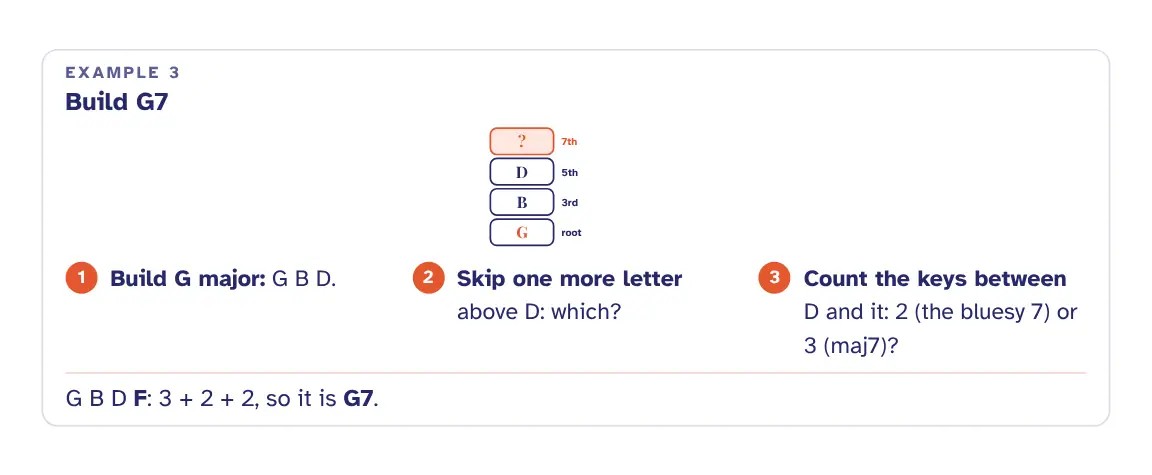 EXAMPLE 3
Build G7
? 7th
D 5th
B 3rd
G root
1 Build G major: G B D.
2 Skip one more letter
above D: which?
3 Count the keys between
D and it: 2 (the bluesy 7) or
3 (maj7)?
G B D F: 3 + 2 + 2, so it is G7.